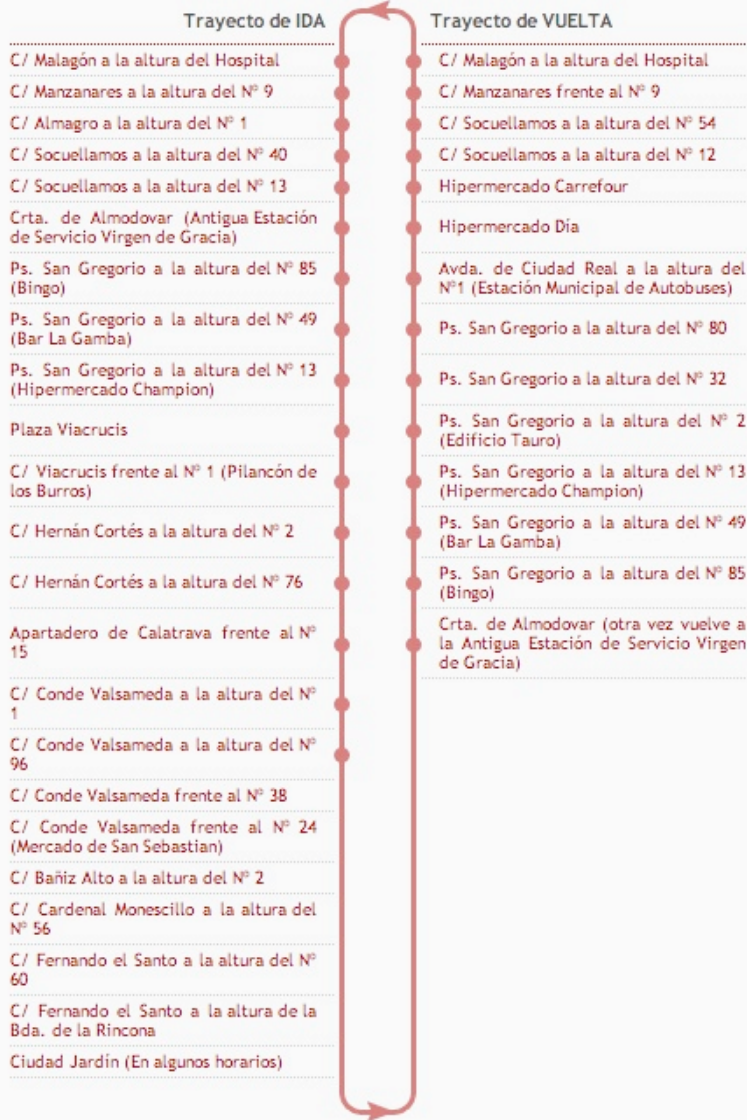 Trayecto de IDA
C/ Malagón a la altura del Hospital
C/ Manzanares a la altura del Nº 9
C/ Almagro a la altura del Nº 1
C/ Socuellamos a la altura del Nº 40
C/ Socuellamos a la altura del Nº 13
Crta. de Almodovar (Antigua Estación
de Servicio Virgen de Gracia)
Ps. San Gregorio a la altura del Nº 85
(Bingo)
Ps. San Gregorio a la altura del Nº 49
(Bar La Gamba)
Ps. San Gregorio a la altura del Nº 13
(Hipermercado Champion)
Plaza Viacrucis
C/ Viacrucis frente al Nº 1 (Pilancón de
los Burros)
C/ Hernán Cortés a la altura del Nº 2
C/ Hernán Cortés a la altura del Nº 76
Apartadero de Calatrava frente al Nº
15
C/ Conde Valsameda a la altura del Nº
1
C/ Conde Valsameda a la altura del Nº
96
C/ Conde Valsameda frente al Nº 38
C/ Conde Valsameda frente al Nº 24
(Mercado de San Sebastian)
C/ Bañiz Alto a la altura del Nº 2
C/ Cardenal Monescillo a la altura del
Nº 56
C/ Fernando el Santo a la altura del Nº
60
C/ Fernando el Santo a la altura de la
Bda. de la Rincona
Ciudad Jardín (En algunos horarios)
Trayecto de VUELTA
C/ Malagón a la altura del Hospital
C/ Manzanares frente al Nº 9
C/ Socuellamos a la altura del Nº 54
C/ Socuellamos a la altura del Nº 12
Hipermercado Carrefour
Hipermercado Día
Avda. de Ciudad Real a la altura del
Nº1 (Estación Municipal de Autobuses)
Ps. San Gregorio a la altura del Nº 80
Ps. San Gregorio a la altura del Nº 32
Ps. San Gregorio a la altura del Nº 2
(Edificio Tauro)
Ps. San Gregorio a la altura del Nº 13
(Hipermercado Champion)
Ps. San Gregorio a la altura del Nº 49
(Bar La Gamba)
Ps. San Gregorio a la altura del Nº 85
(Bingo)
Crta. de Almodovar (otra vez vuelve a
la Antigua Estación de Servicio Virgen
de Gracia)